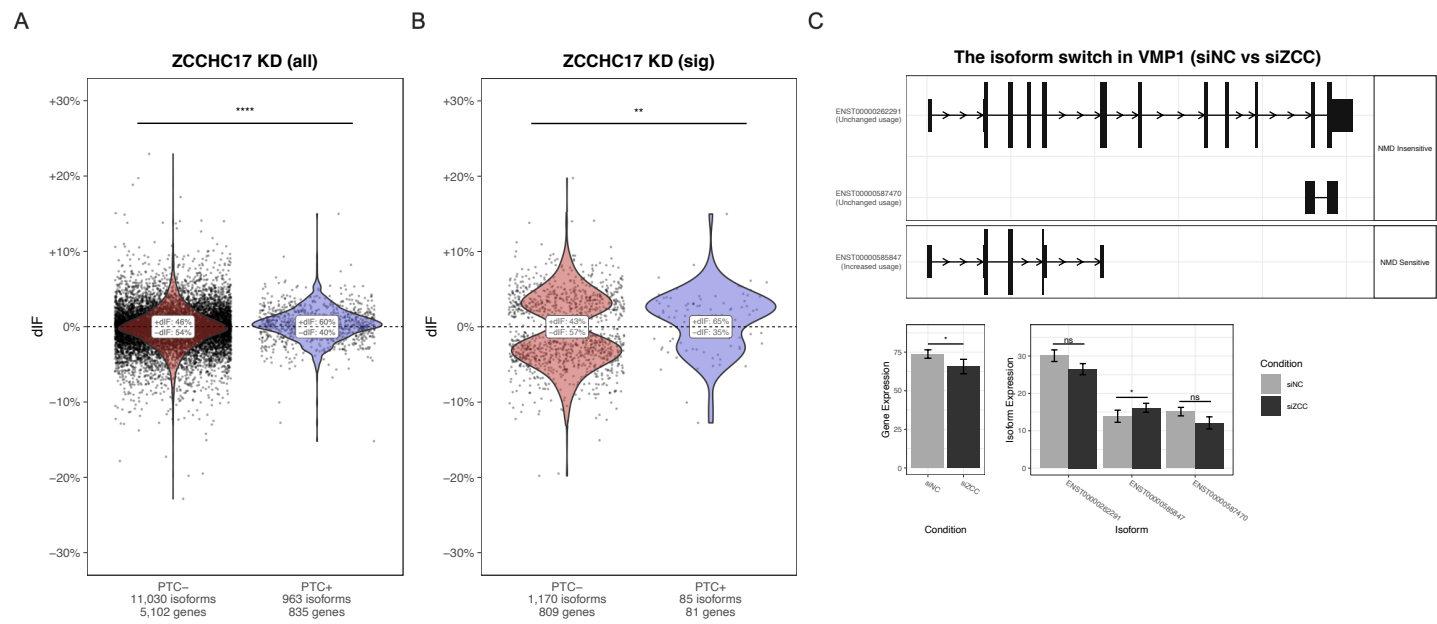 A
ZCCHC17 KD (all)
dIF
+30%
+20%
+10%
0%
−10%
−20%
−30%
****
+dIF: 46%
−dIF: 54%
+dIF: 60%
−dIF: 40%
PTC−
11,030 isoforms
5,102 genes
PTC+
963 isoforms
835 genes
B
ZCCHC17 KD (sig)
dIF
+30%
+20%
+10%
0%
−10%
−20%
−30%
**
+dIF: 43%
−dIF: 57%
+dIF: 65%
−dIF: 35%
PTC−
1,170 isoforms
809 genes
PTC+
85 isoforms
81 genes
C
The isoform switch in VMP1 (siNC vs siZCC)
ENST00000262291
(Unchanged usage)
ENST00000587470
(Unchanged usage)
NMD Insensitive
ENST00000585847
(Increased usage)
NMD Sensitive
Gene Expression
75
50
25
0
*
siNC
siZCC
Condition
Isoform Expression
30
20
10
0
ns
*
ns
ENST00000262291
ENST00000585847
ENST00000587470
Isoform
Condition
siNC
siZCC